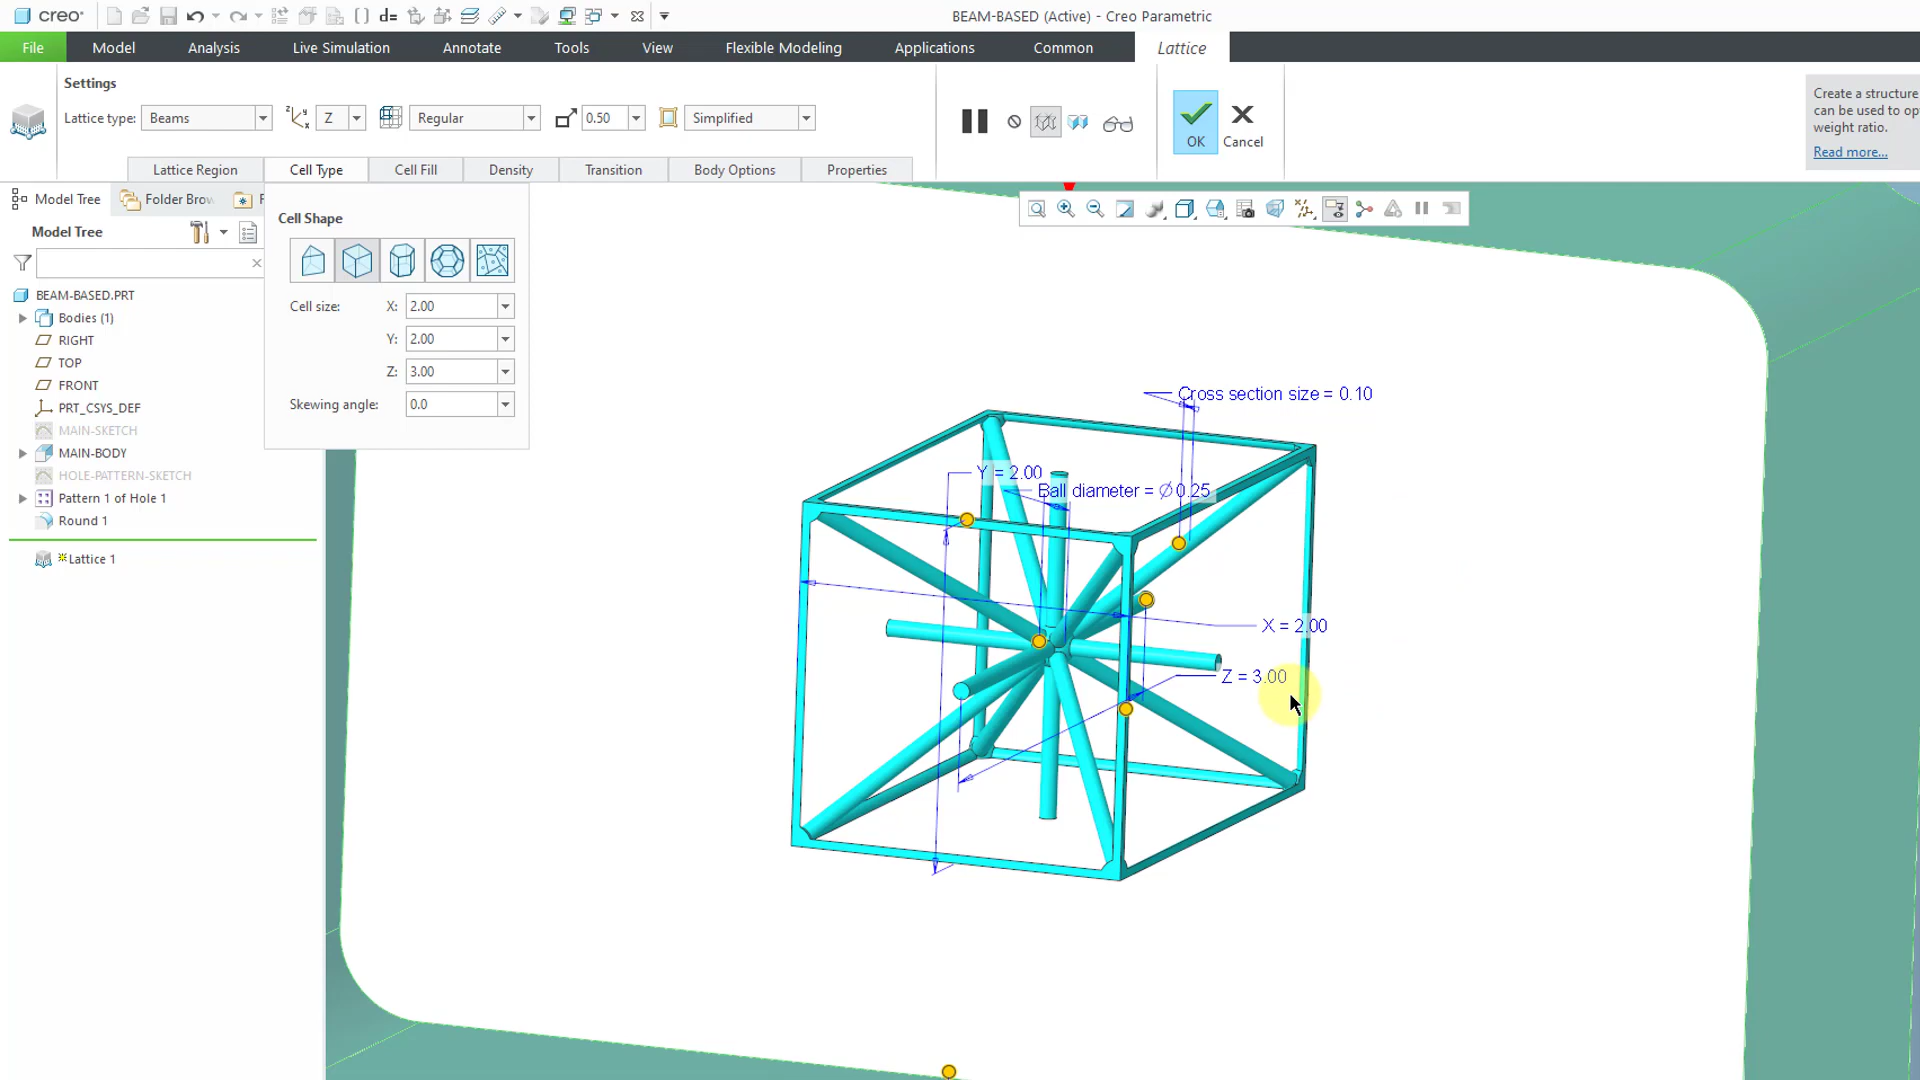 creo
d=
BEAM-BASED (Active) - Creo Parametric
File
Model
Analysis
Live Simulation
Annotate
Tools
View
Flexible Modeling
Applications
Common
Lattice
Settings
Lattice type:
Beams
Z
Regular
0.50
Simplified
OK
Cancel
Create a structure
can be used to op
weight ratio.
Read more...
Lattice Region
Cell Type
Cell Fill
Density
Transition
Body Options
Properties
Model Tree
Folder Brow
F
Model Tree
BEAM-BASED.PRT
Bodies (1)
RIGHT
TOP
FRONT
PRT_CSYS_DEF
MAIN-SKETCH
MAIN-BODY
HOLE-PATTERN-SKETCH
Pattern 1 of Hole 1
Round 1
Lattice 1
Cell Shape
Cell size:
X: 2.00
Y: 2.00
Z: 3.00
Skewing angle: 0.0
Cross section size = 0.10
Y = 2.00
Ball diameter = ∅0.25
X = 2.00
Z = 3.00